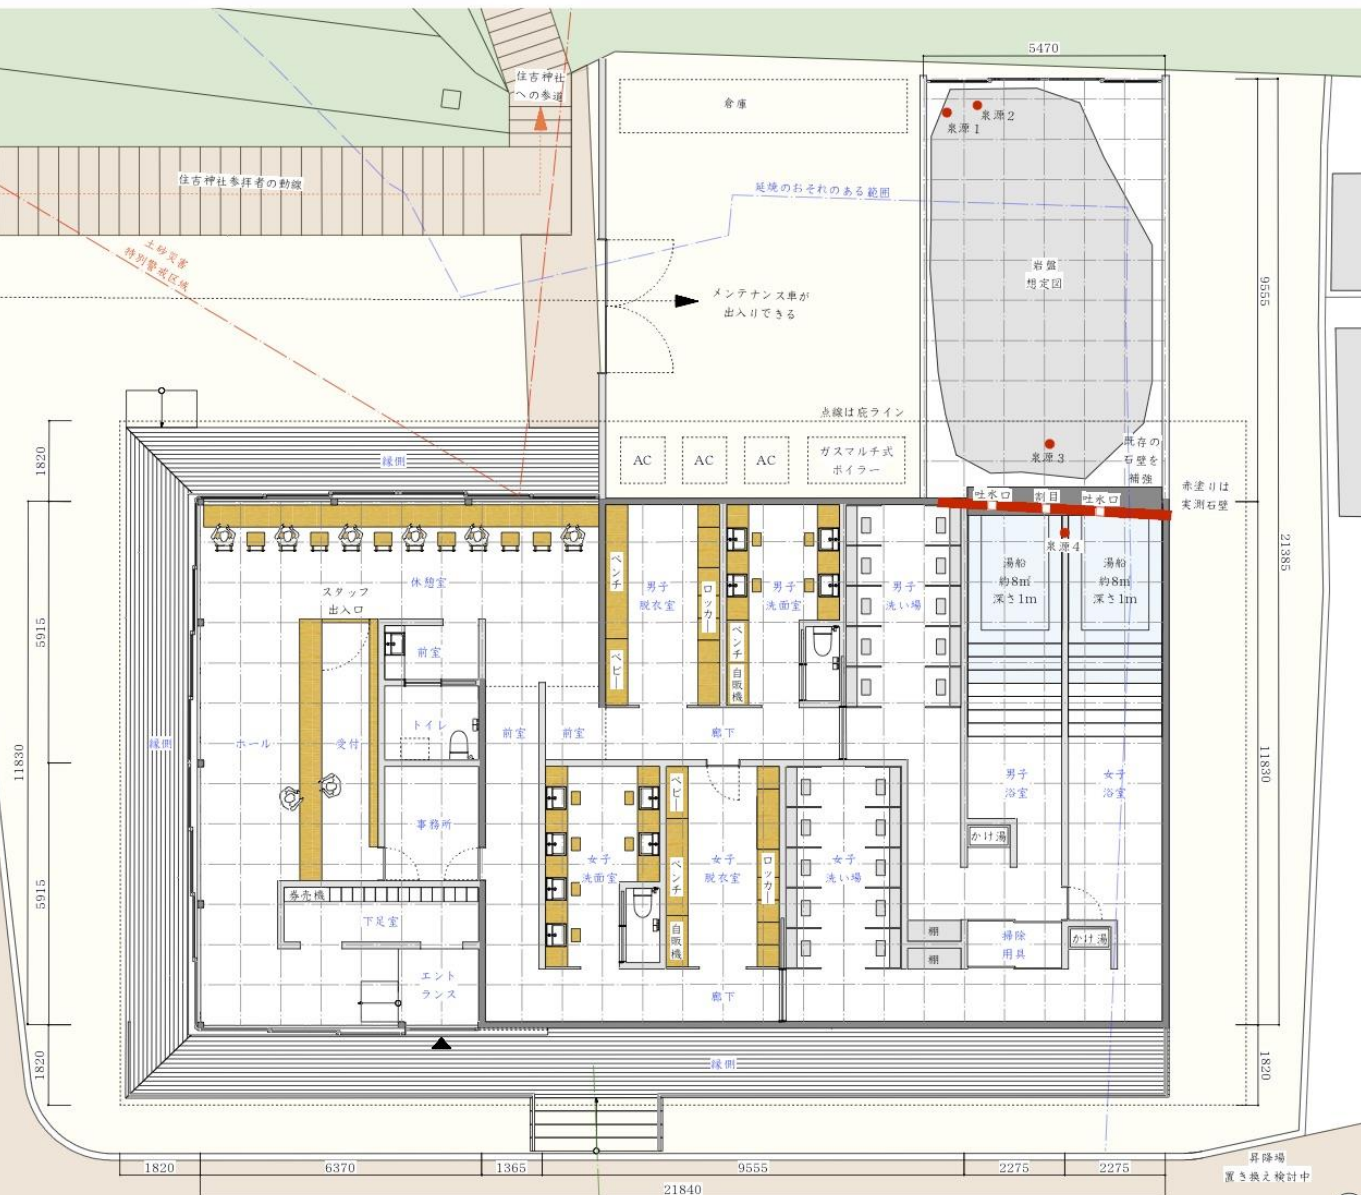 5470
住吉神社
への参道
倉庫
泉源1
泉源2
住吉神社参拝者の動線
延焼のおそれのある範囲
土砂災害
特別警戒区域
岩盤
想定図
メンテナンス車が
出入りできる
9555
点線は庇ライン
既存の
石壁を
補強
縁側
AC
AC
AC
ガスマルチ式
ボイラー
泉源3
1820
赤塗りは
実測石壁
吐水口
割目
吐水口
泉源4
湯船
約8㎡
深さ1m
湯船
約8㎡
深さ1m
21385
休憩室
スタッフ
出入口
ベンチ
男子
脱衣室
ロッカー
男子
洗面室
男子
洗い場
5915
前室
ベビー
ベンチ
自販機
トイレ
前室
前室
廊下
縁側
ホール
受付
11830
11830
男子
浴室
女子
浴室
ベビー
事務所
かけ湯
女子
洗面室
ベンチ
女子
脱衣室
ロッカー
女子
洗い場
5915
券売機
下足室
自販機
棚
棚
掃除
用具
かけ湯
エント
ランス
廊下
1820
縁側
1820
1820
6370
1365
9555
2275
2275
21840
昇降場
置き換え検討中